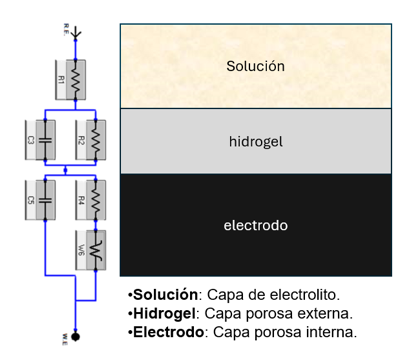 R.E.
R1
C3
R2
C5
R4
W6
W.E
Solución
hidrogel
electrodo
•Solución: Capa de electrolito.
•Hidrogel: Capa porosa externa.
•Electrodo: Capa porosa interna.